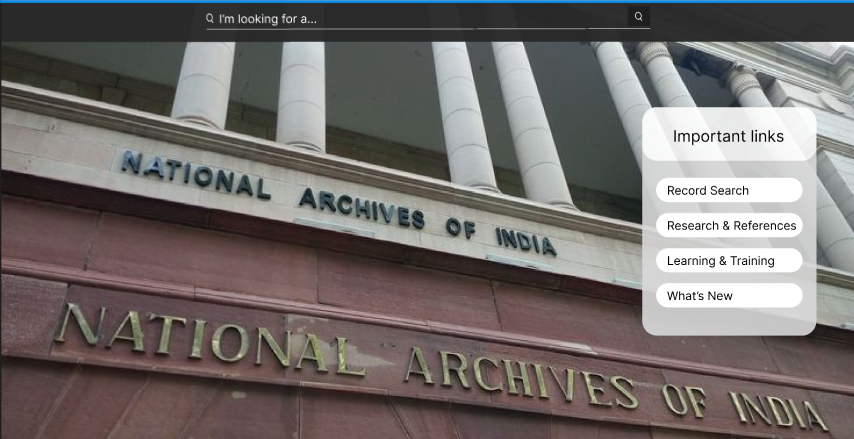 I'm looking for a...
Important links
Record Search
Research & References
Learning & Training
What's New
NATIONAL ARCHIVES OF INDIA
NATIONAL ARCHIVES OF INDIA